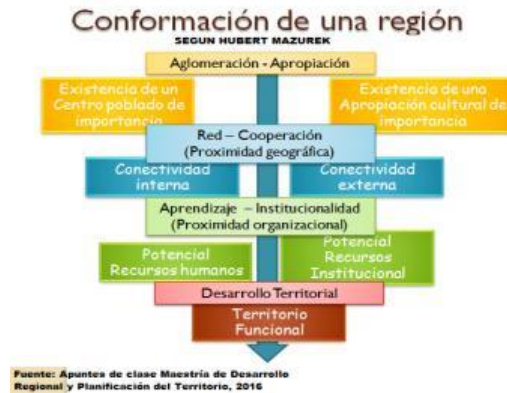 Conformación de una región
SEGUN HUBERT MAZUREK
Aglomeración - Apropiación
Existencia de un
Centro poblado de
importancia
Existencia de una
Apropiación cultural de
importancia
Red – Cooperación
(Proximidad geográfica)
Conectividad
interna
Conectividad
externa
Aprendizaje – Institucionalidad
(Proximidad organizacional)
Potencial
Recursos humanos
Potencial
Recursos
Institucional
Desarrollo Territorial
Territorio
Funcional
Fuente: Apuntes de clase Maestría de Desarrollo
Regional y Planificación del Territorio, 2016